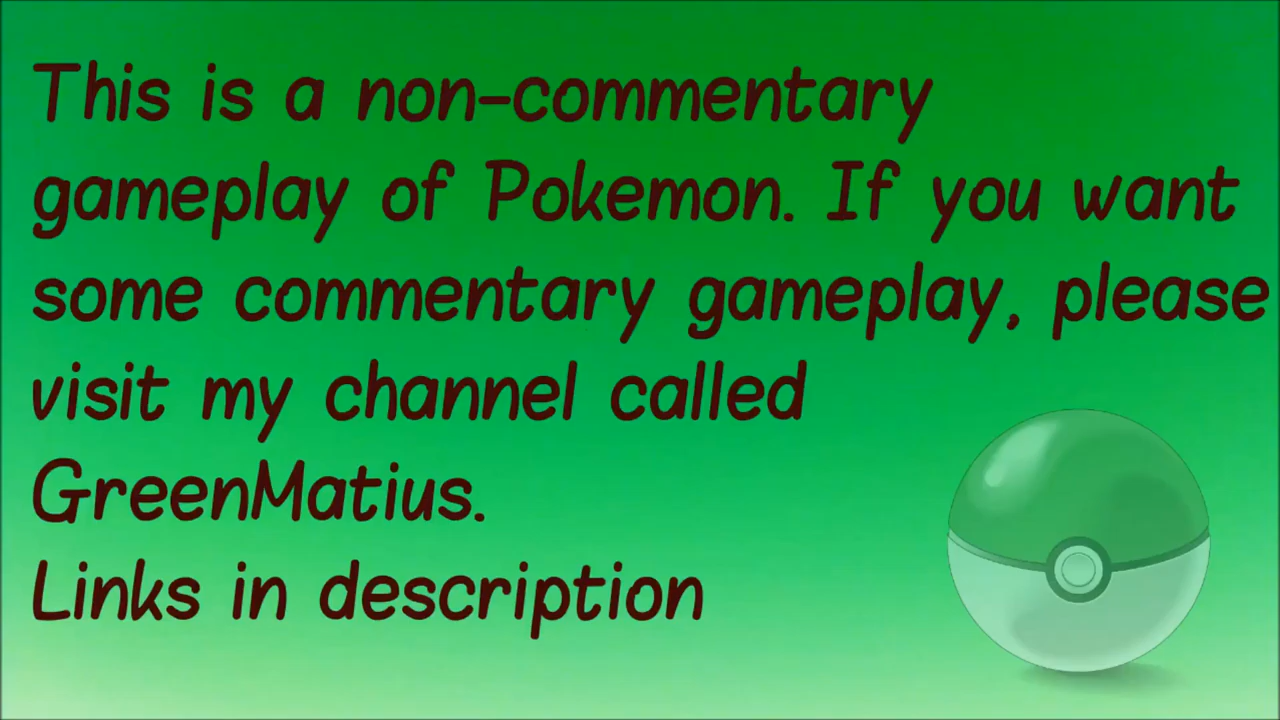 This is a non-commentary
gameplay of Pokemon. If you want
some commentary gameplay, please
visit my channel called
GreenMatius.
Links in description